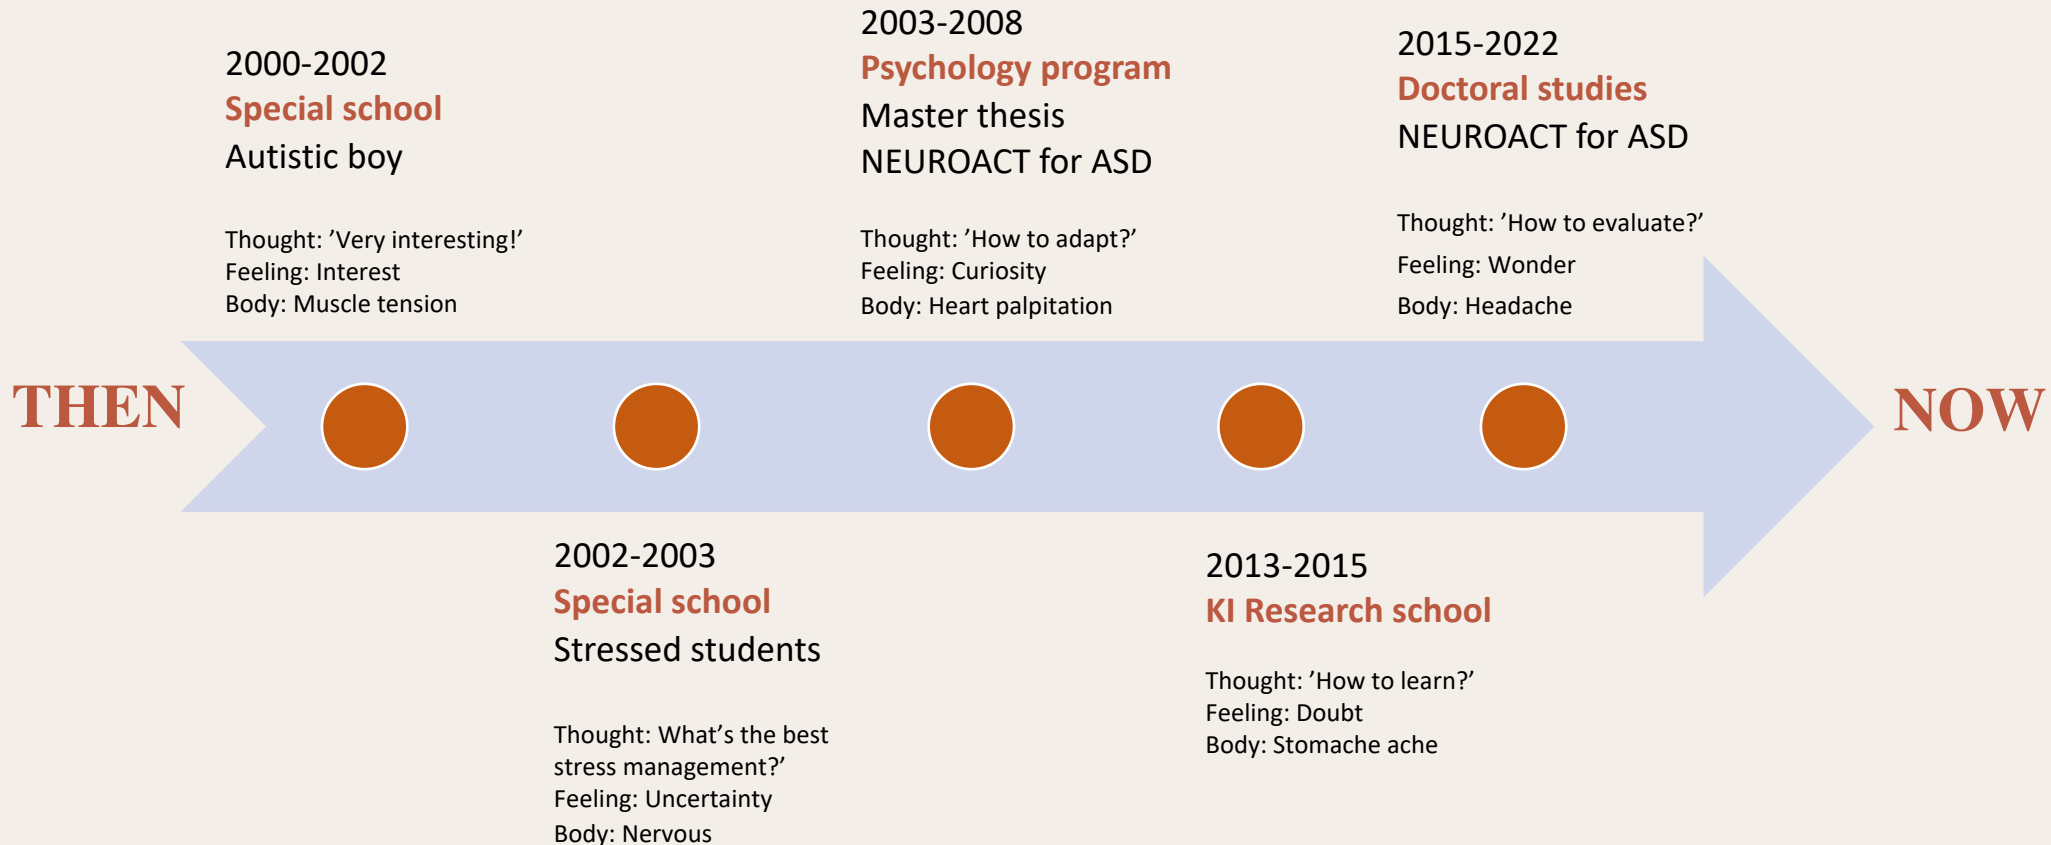 2000-2002
Special school
Autistic boy
Thought: ’Very interesting!’
Feeling: Interest
Body: Muscle tension
2003-2008
Psychology program
Master thesis
NEUROACT for ASD
Thought: ’How to adapt?’
Feeling: Curiosity
Body: Heart palpitation
2015-2022
Doctoral studies
NEUROACT for ASD
Thought: ’How to evaluate?’
Feeling: Wonder
Body: Headache
THEN
NOW
2002-2003
Special school
Stressed students
Thought: What’s the best
stress management?’
Feeling: Uncertainty
Body: Nervous
2013-2015
KI Research school
Thought: ’How to learn?’
Feeling: Doubt
Body: Stomache ache